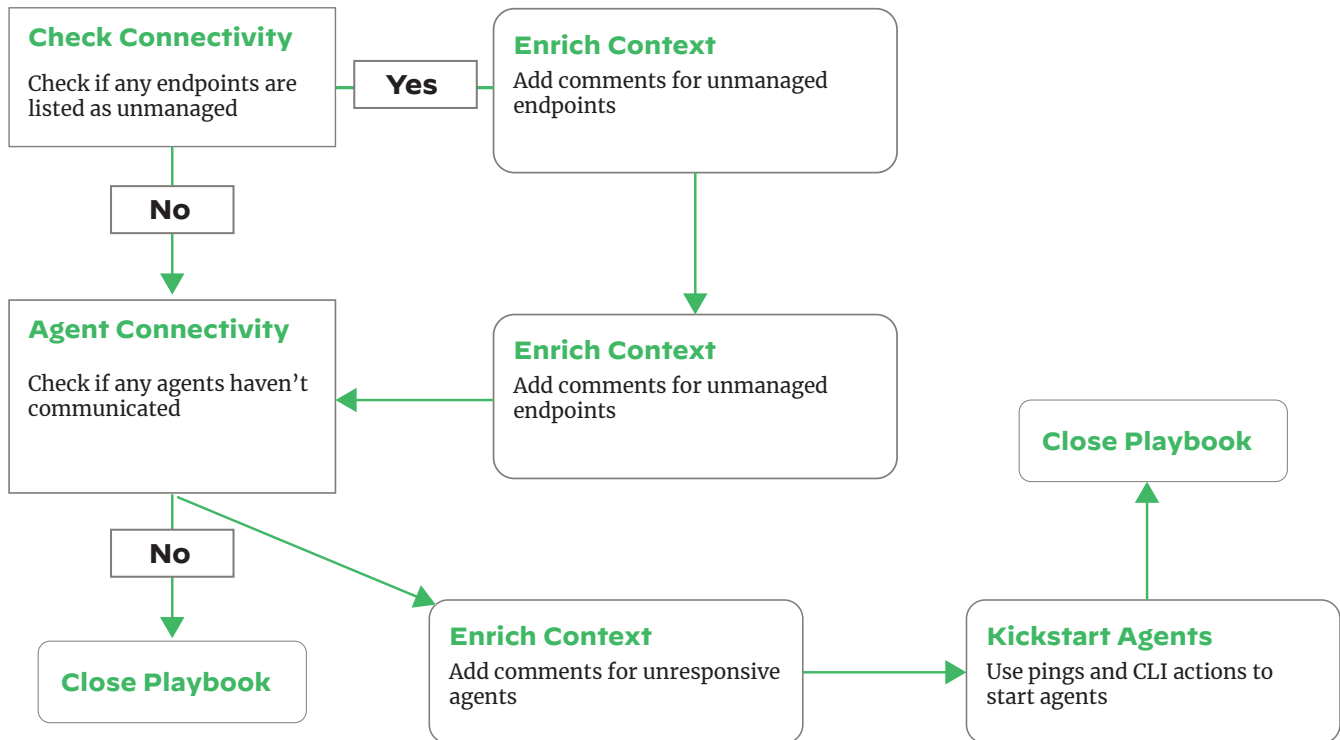 Check Connectivity
Check if any endpoints are
listed as unmanaged
Yes
Enrich Context
Add comments for unmanaged
endpoints
No
Agent Connectivity
Check if any agents haven’t
communicated
Enrich Context
Add comments for unmanaged
endpoints
Close Playbook
No
Close Playbook
Enrich Context
Add comments for unresponsive
agents
Kickstart Agents
Use pings and CLI actions to
start agents